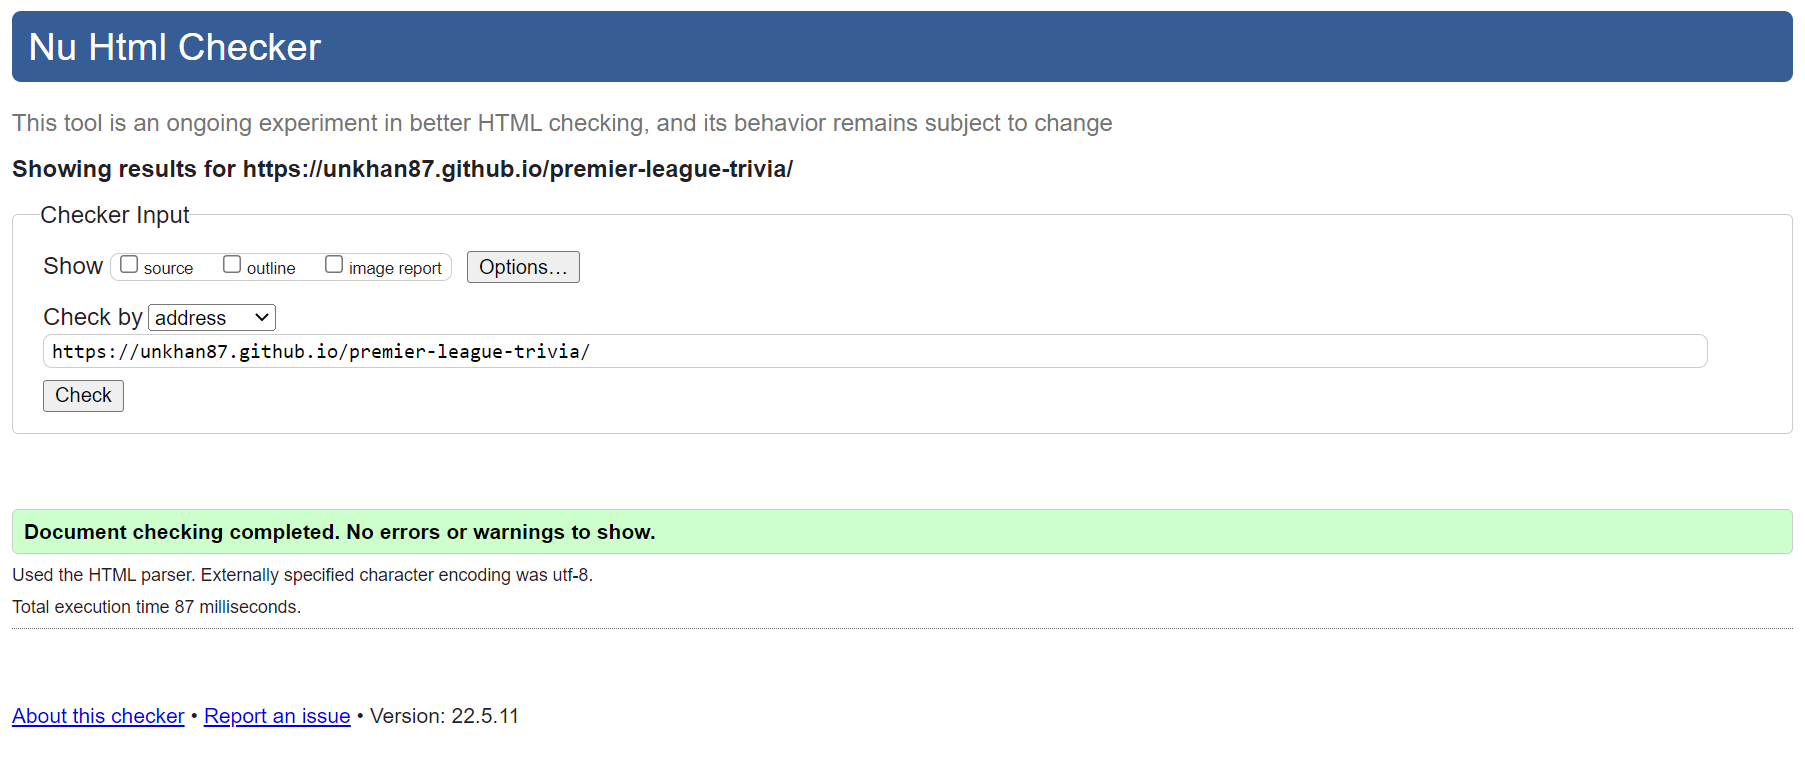 Nu Html Checker
This tool is an ongoing experiment in better HTML checking, and its behavior remains subject to change
Showing results for https://unkhan87.github.io/premier-league-trivia/
Checker Input
Show source outline image report Options…
Check by address
https://unkhan87.github.io/premier-league-trivia/
Check
Document checking completed. No errors or warnings to show.
Used the HTML parser. Externally specified character encoding was utf-8.
Total execution time 87 milliseconds.
About this checker • Report an issue • Version: 22.5.11